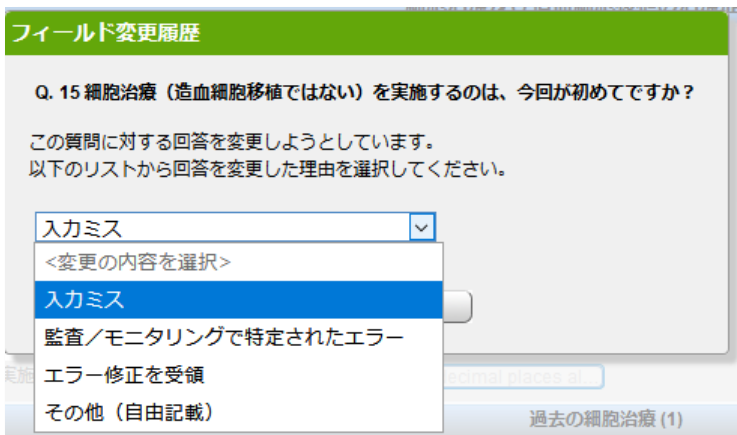 フィールド変更履歴
Q. 15 細胞治療（造血細胞移植ではない）を実施するのは、今回が初めてですか？
この質問に対する回答を変更しようとしています。
以下のリストから回答を変更した理由を選択してください。
入力ミス
<変更の内容を選択>
入力ミス
監査／モニタリングで特定されたエラー
エラー修正を受領
その他（自由記載）
実施
ecimal places al...)
過去の細胞治療 (1)